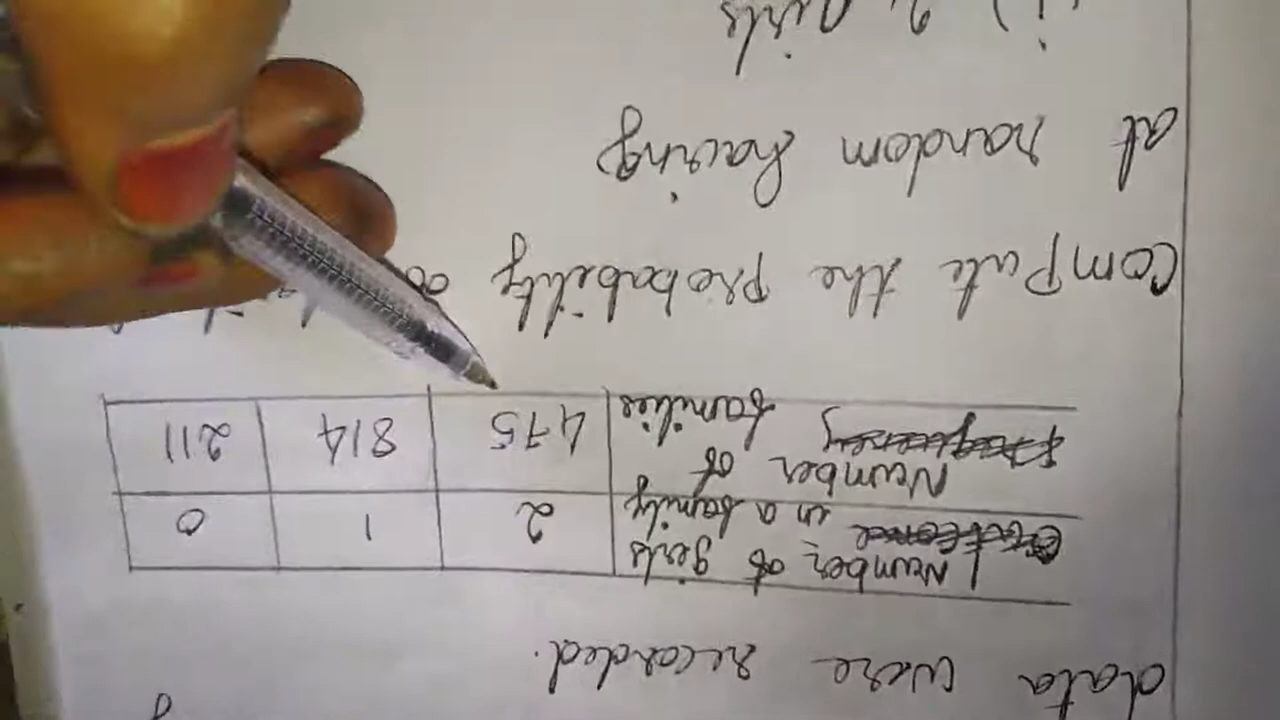 data were recorded.
Number of girls 2 1 0
in a family
Number of 475 814 211
families
ComPute the Probability
at random having
i) 2 girls